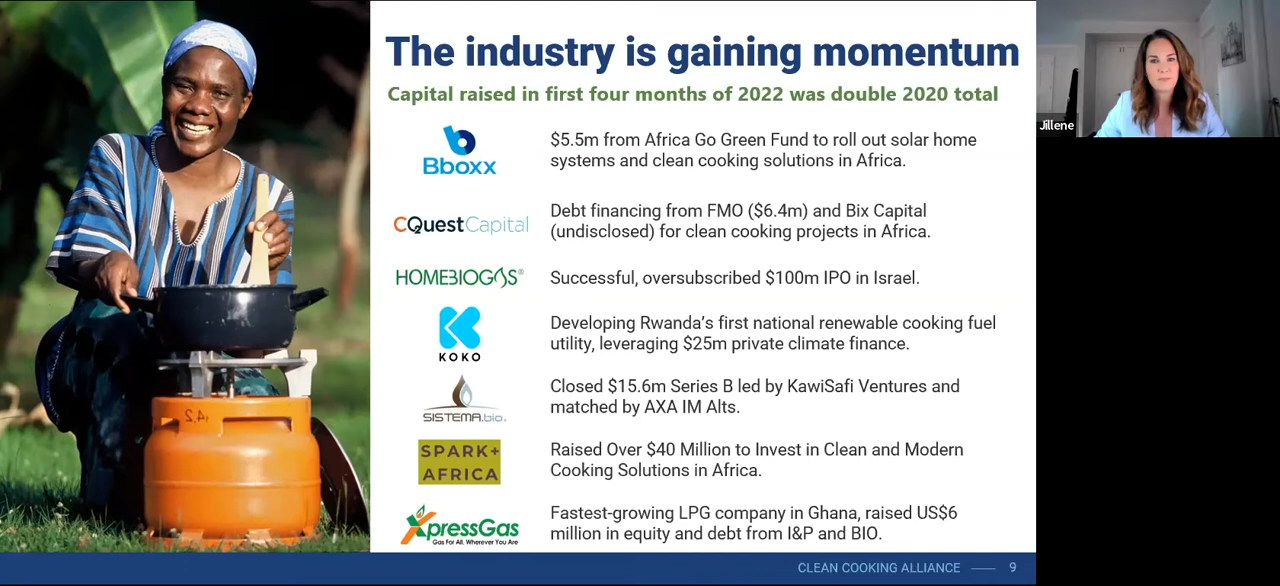 The industry is gaining momentum
Capital raised in first four months of 2022 was double 2020 total
Bboxx
$5.5m from Africa Go Green Fund to roll out solar home
systems and clean cooking solutions in Africa.
CQuestCapital
Debt financing from FMO ($6.4m) and Bix Capital
(undisclosed) for clean cooking projects in Africa.
HOMEBIOGAS®
Successful, oversubscribed $100m IPO in Israel.
KOKO
Developing Rwanda's first national renewable cooking fuel
utility, leveraging $25m private climate finance.
SISTEMA.bio®
Closed $15.6m Series B led by KawiSafi Ventures and
matched by AXA IM Alts.
SPARK+
AFRICA
Raised Over $40 Million to Invest in Clean and Modern
Cooking Solutions in Africa.
XpressGas
Gas For All, Wherever You Are
Fastest-growing LPG company in Ghana, raised US$6
million in equity and debt from I&P and BIO.
CLEAN COOKING ALLIANCE 9
Jillene